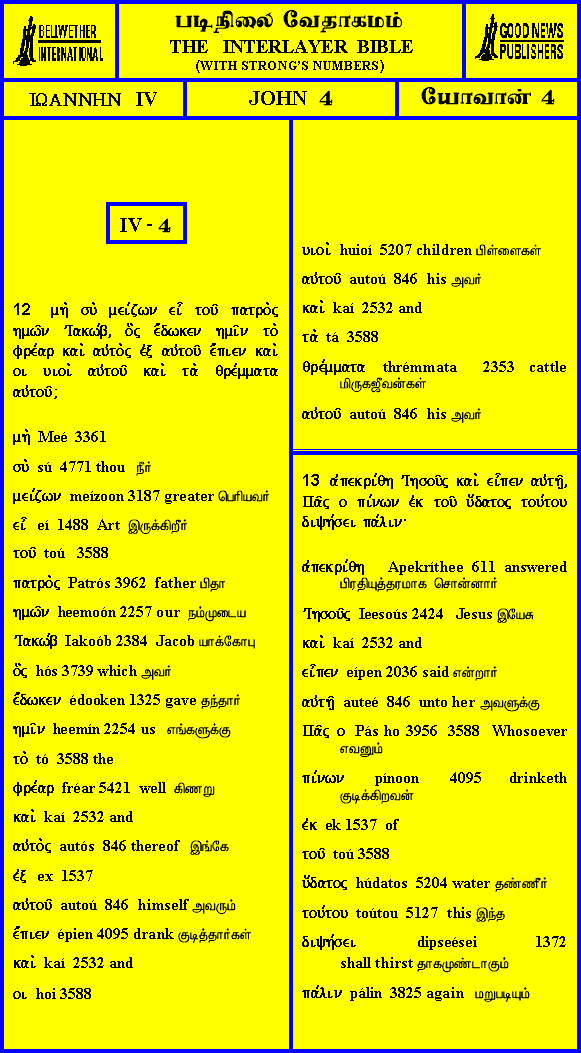 BELLWETHER
INTERNATIONAL
படிநிலை வேதாகமம்
THE INTERLAYER BIBLE
(WITH STRONG'S NUMBERS)
GOOD NEWS
PUBLISHERS
ΙΩΑΝΝΗΝ IV
JOHN 4
யோவான் 4
IV - 4
12 μὴ σὺ μείζων εἶ τοῦ πατρὸς
ημῶν Ἰακώβ, ὃς ἔδωκεν ημῖν τὸ
φρέαρ καὶ αὐτὸς ἐξ αὐτοῦ ἔπιεν καὶ
οι υιοὶ αὐτοῦ καὶ τὰ θρέμματα
αὐτοῦ;
μὴ Meé 3361
σὺ sú 4771 thou நீர்
μείζων meízoon 3187 greater பெரியவர்
εἶ eí 1488 Art இருக்கிறீர்
τοῦ toú 3588
πατρὸς Patrós 3962 father பிதா
ημῶν heemoón 2257 our நம்முடைய
Ἰακώβ Iakoób 2384 Jacob யாக்கோபு
ὃς hós 3739 which அவர்
ἔδωκεν édooken 1325 gave தந்தார்
ημῖν heemín 2254 us எங்களுக்கு
τὸ tó 3588 the
φρέαρ fréar 5421 well கிணறு
καὶ kaí 2532 and
αὐτὸς autós 846 thereof இங்கே
ἐξ ex 1537
αὐτοῦ autoú 846 himself அவரும்
ἔπιεν épien 4095 drank குடித்தார்கள்
καὶ kaí 2532 and
οι hoi 3588
υιοὶ huioí 5207 children பிள்ளைகள்
αὐτοῦ autoú 846 his அவர்
καὶ kaí 2532 and
τὰ tá 3588
θρέμματα thrémmata 2353 cattle
மிருகஜீவன்கள்
αὐτοῦ autoú 846 his அவர்
13 ἀπεκρίθη Ἰησοῦς καὶ εἶπεν αὐτῇ,
Πᾶς ο πίνων ἐκ τοῦ ὕδατος τούτου
διψήσει πάλιν·
ἀπεκρίθη Apekríthee 611 answered
பிரதியுத்தரமாக சொன்னார்
Ἰησοῦς Ieesoús 2424 Jesus இயேசு
καὶ kaí 2532 and
εἶπεν eípen 2036 said என்றார்
αὐτῇ auteé 846 unto her அவளுக்கு
Πᾶς ο Pás ho 3956 3588 Whosoever
எவனும்
πίνων pínoon 4095 drinketh
குடிக்கிறவன்
ἐκ ek 1537 of
τοῦ toú 3588
ὕδατος húdatos 5204 water தண்ணீர்
τούτου toútou 5127 this இந்த
διψήσει dipseései 1372
shall thirst தாகமுண்டாகும்
πάλιν pálin 3825 again மறுபடியும்